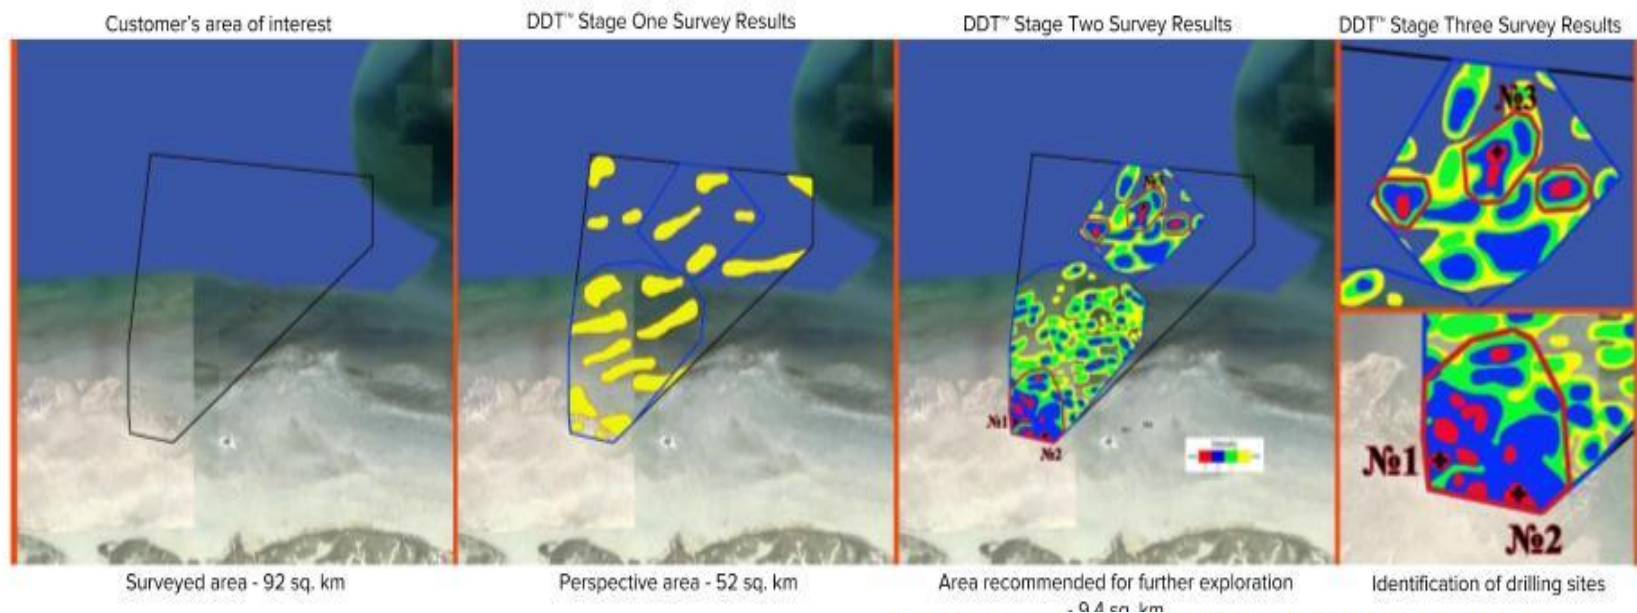 Customer's area of interest
DDT™ Stage One Survey Results
DDT™ Stage Two Survey Results
DDT™ Stage Three Survey Results
№3
№1
№2
№1
№2
Surveyed area - 92 sq. km
Perspective area - 52 sq. km
Area recommended for further exploration
- 9.4 sq. km
Identification of drilling sites